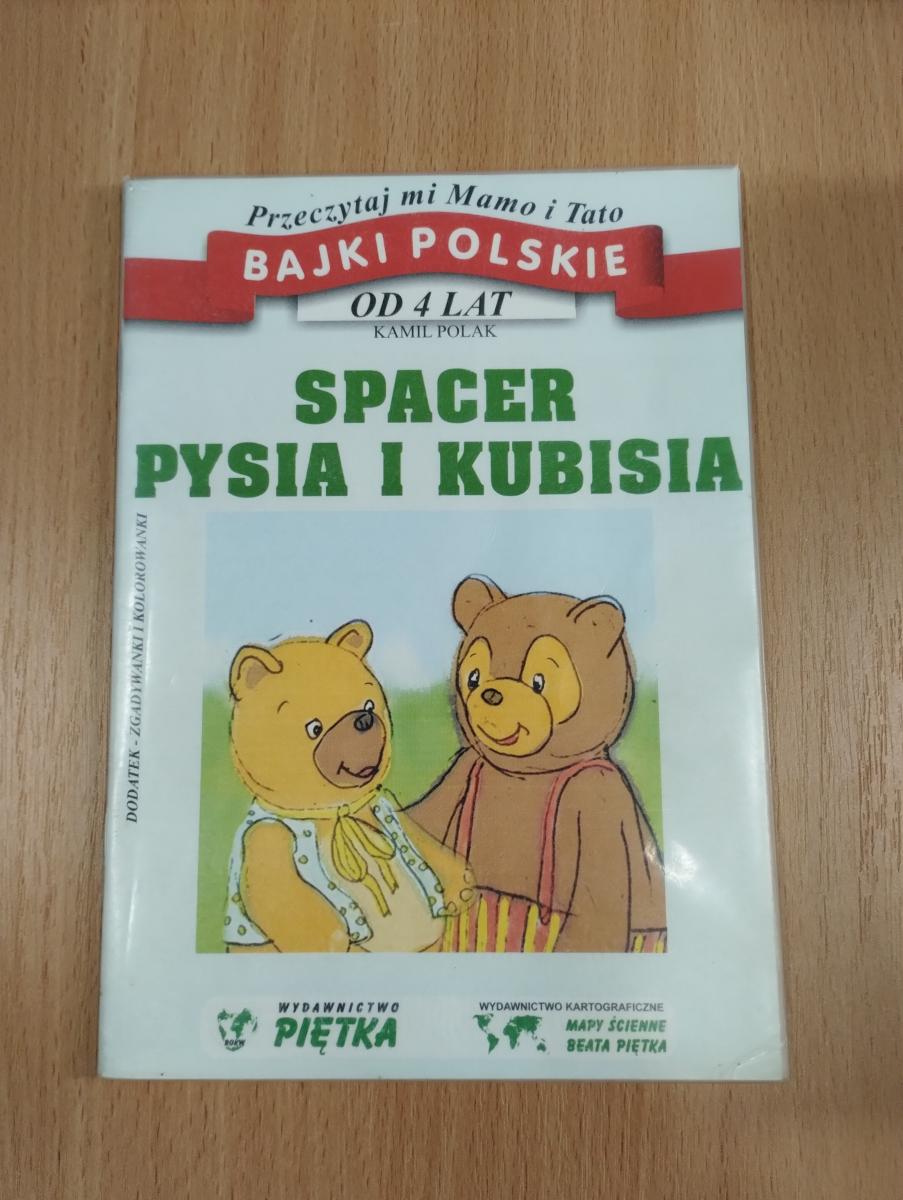 Przeczytaj mi Mamo i Tato
BAJKI POLSKIE
OD 4 LAT
KAMIL POLAK
SPACER
PYSIA I KUBISIA
DODATEK - ZGADYWANKI I KOLOROWANKI
WYDAWNICTWO
PIĘTKA
WYDAWNICTWO KARTOGRAFICZNE
MAPY ŚCIENNE
BEATA PIĘTKA